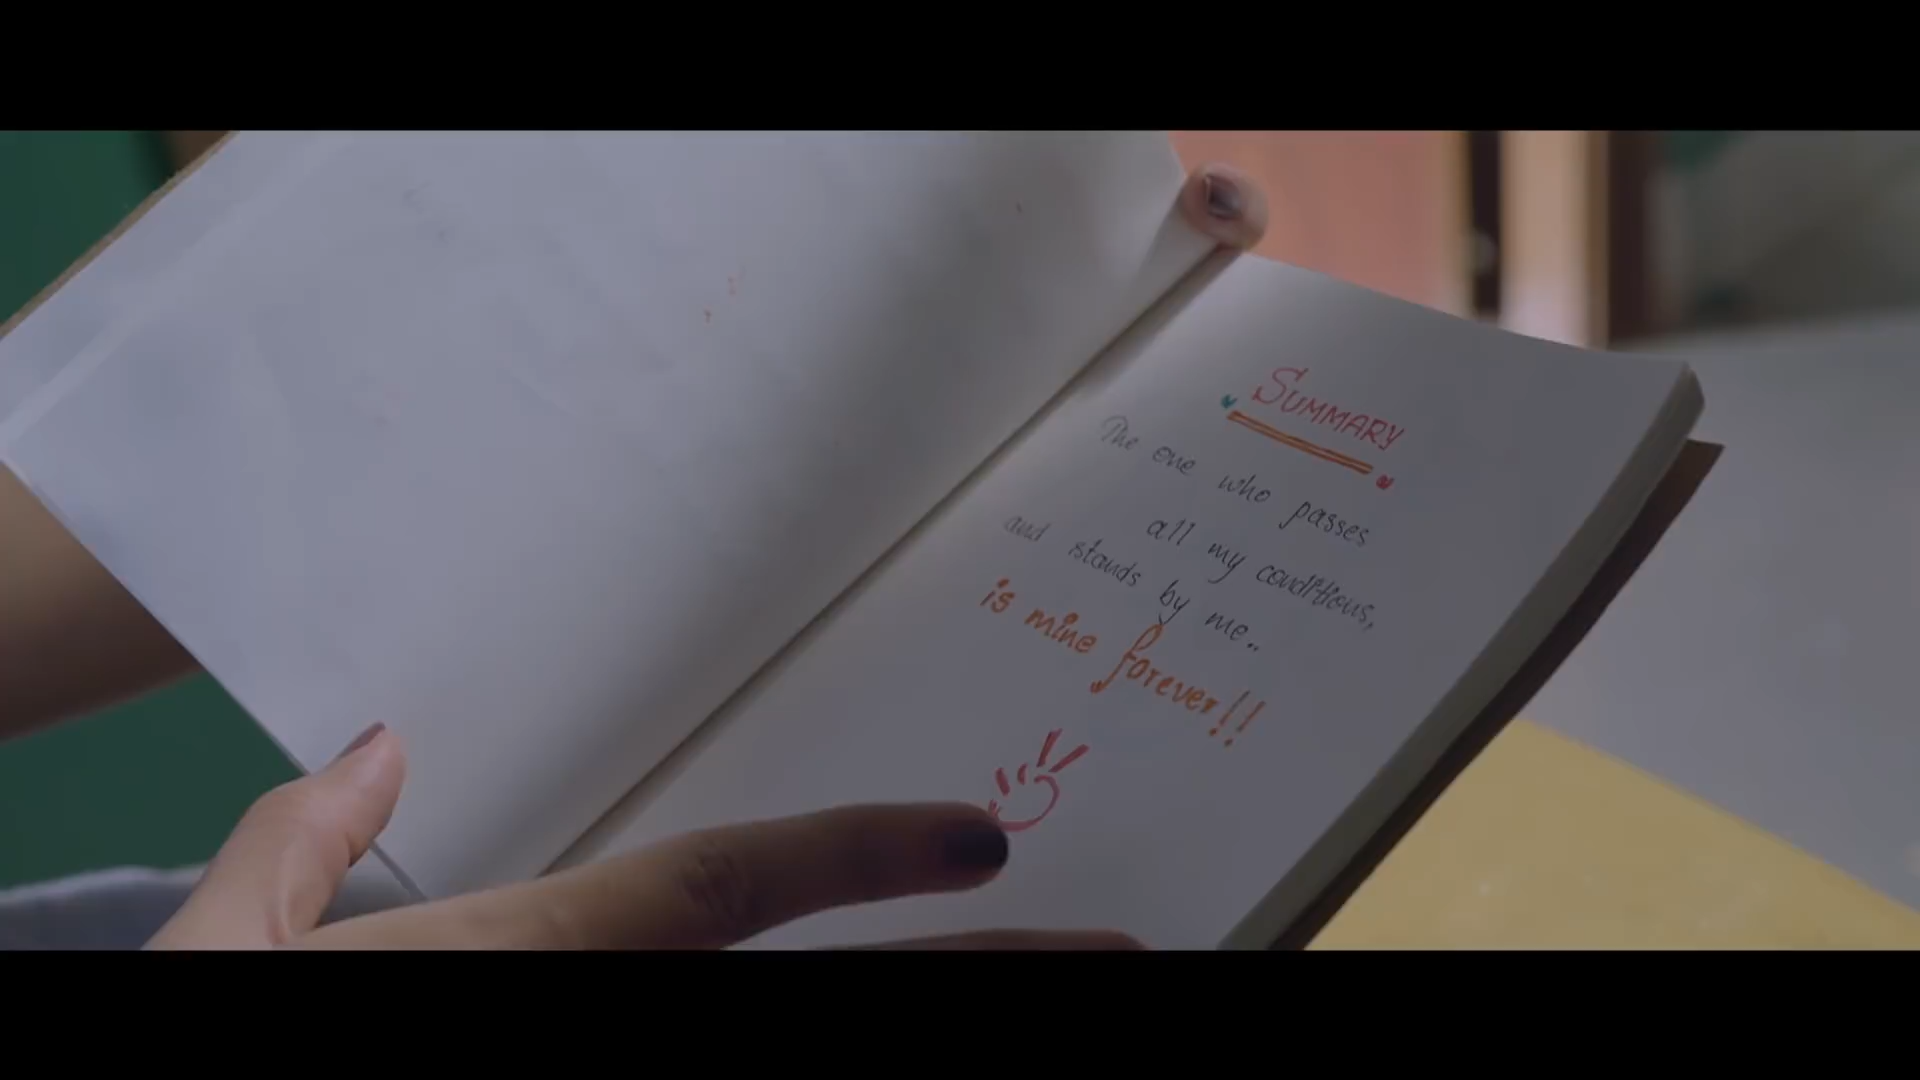 SUMMARY
The one who passes
all my conditions,
and stands by me..
is mine forever!!